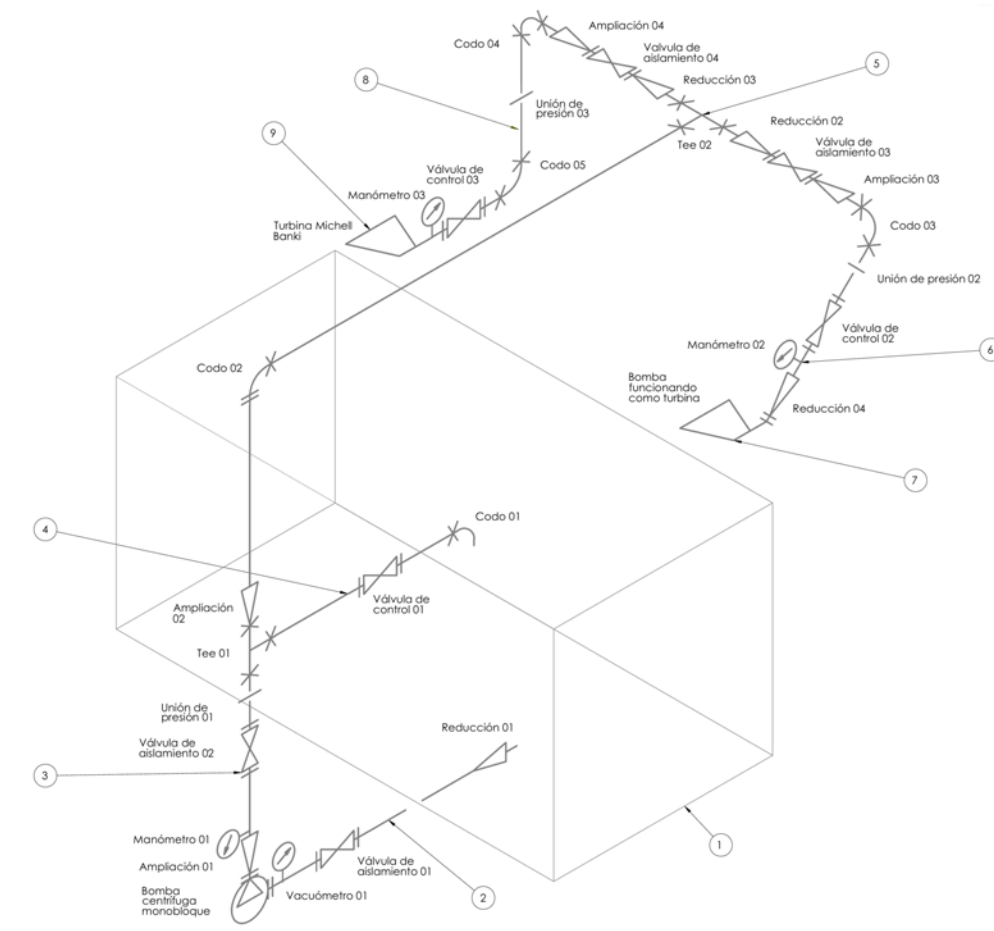 Codo 04
Ampliación 04
Valvula de
aislamiento 04
Reducción 03
5
8
Unión de
presión 03
Reducción 02
Tee 02
Válvula de
aislamiento 03
Ampliación 03
9
Válvula de
control 03
Codo 05
Manómetro 03
Turbina Michell
Banki
Codo 03
Unión de presión 02
Válvula de
control 02
Manómetro 02
6
Codo 02
Bomba
funcionando
como turbina
Reducción 04
7
4
Codo 01
Válvula de
control 01
Ampliación
02
Tee 01
Unión de
presión 01
Reducción 01
Válvula de
aislamiento 02
3
1
Manómetro 01
Ampliación 01
Válvula de
aislamiento 01
Bomba
centrifuga
monobloque
Vacuómetro 01
2